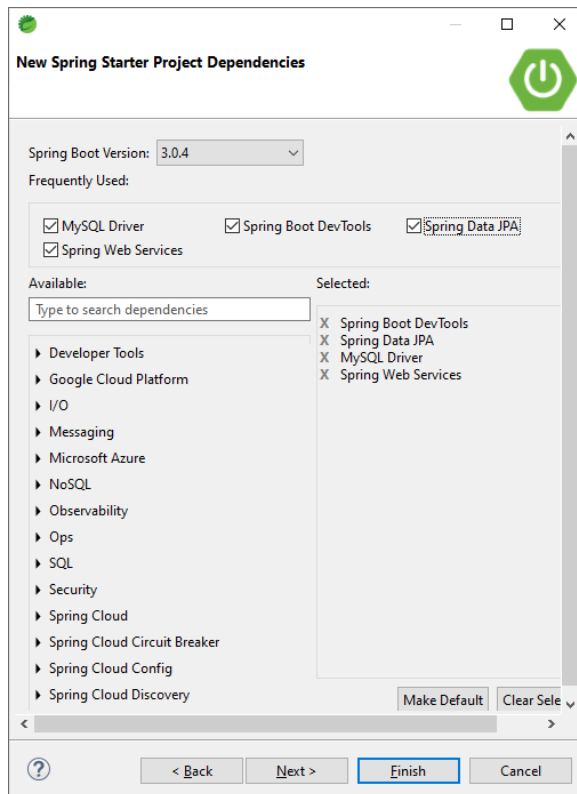 New Spring Starter Project Dependencies
Spring Boot Version: 3.0.4
Frequently Used:
MySQL Driver Spring Boot DevTools Spring Data JPA
Spring Web Services
Available: Selected:
Type to search dependencies
X Spring Boot DevTools
X Spring Data JPA
X MySQL Driver
X Spring Web Services
Developer Tools
Google Cloud Platform
I/O
Messaging
Microsoft Azure
NoSQL
Observability
Ops
SQL
Security
Spring Cloud
Spring Cloud Circuit Breaker
Spring Cloud Config
Spring Cloud Discovery
Make Default Clear Sele
? < Back Next > Finish Cancel